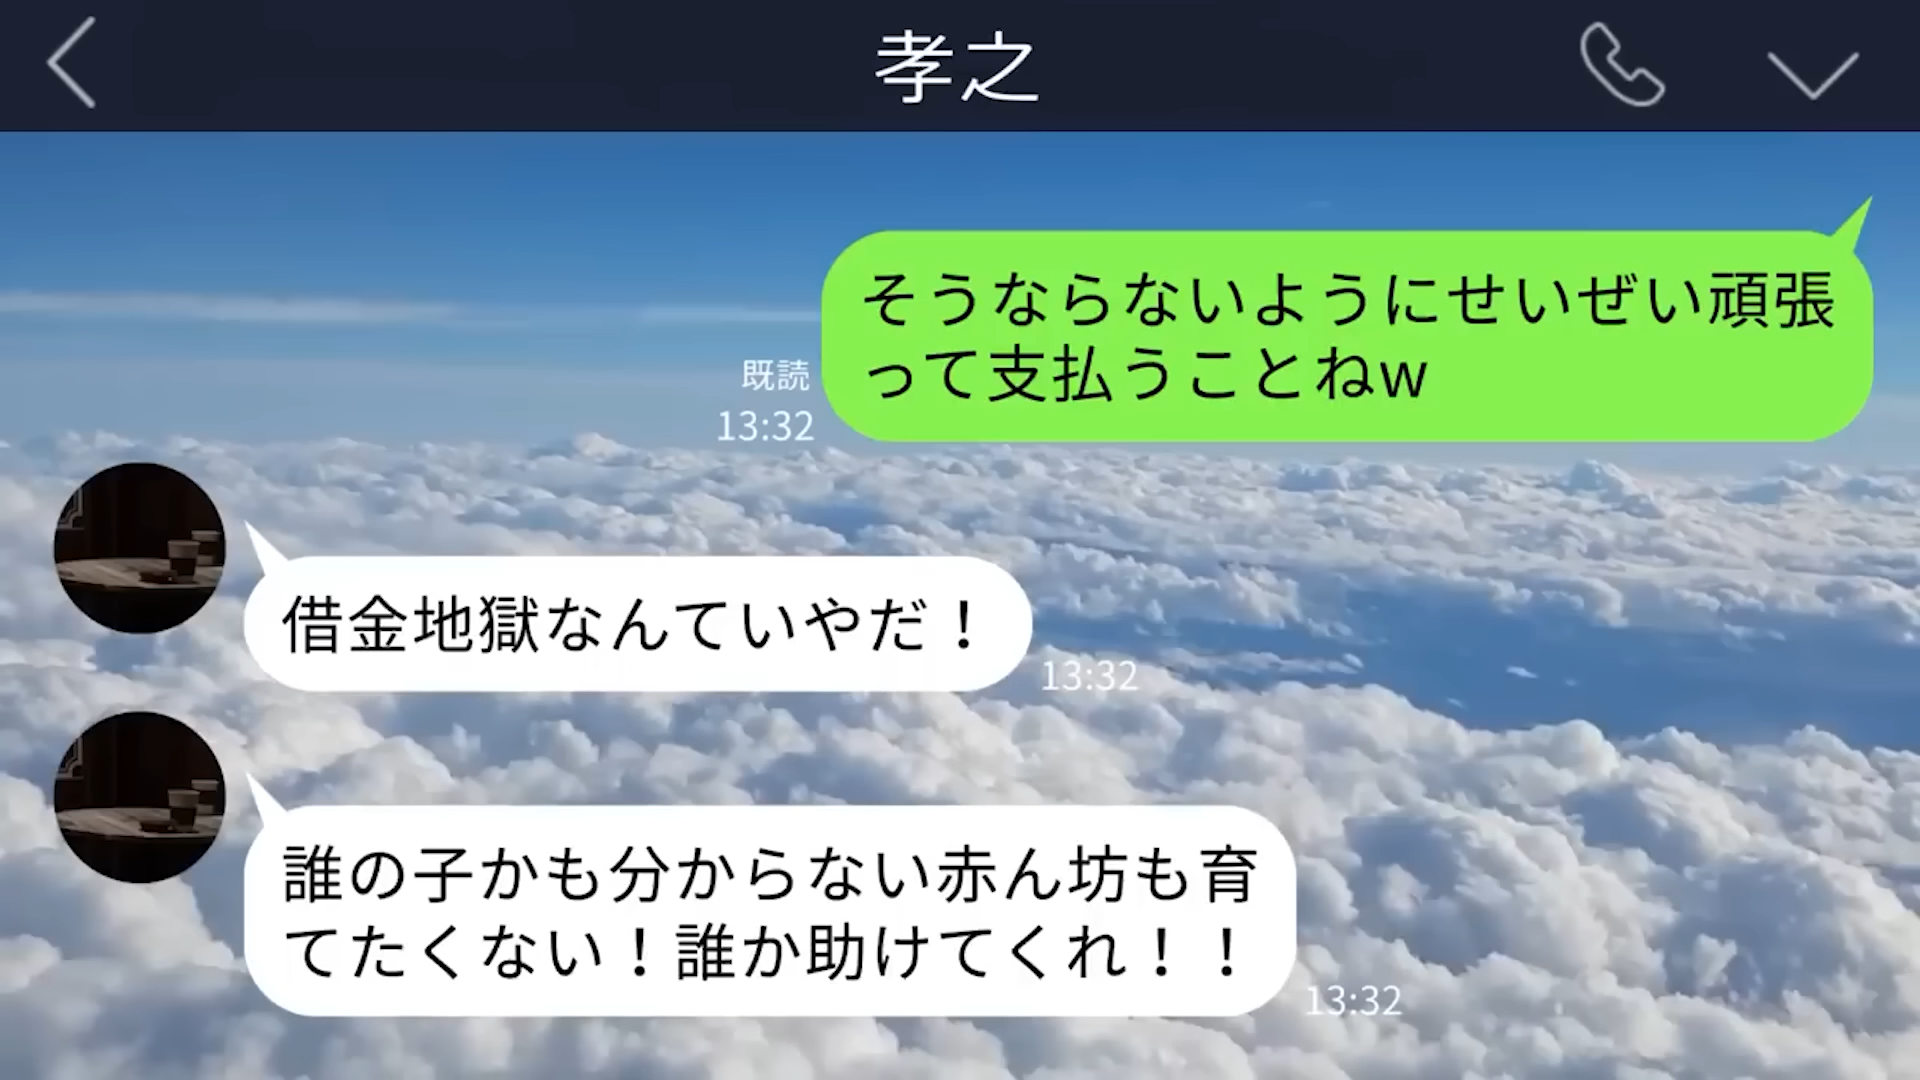 孝之
そうならないようにせいぜい頑張
って支払うことねw
既読
13:32
借金地獄なんていやだ！
13:32
誰の子かも分からない赤ん坊も育
てたくない！誰か助けてくれ！！
13:32